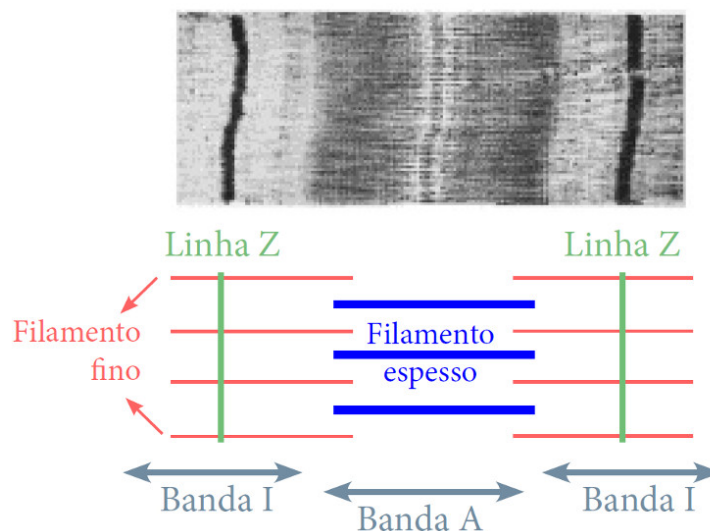 Linha Z
Linha Z
Filamento
fino
Filamento
espesso
Banda I
Banda A
Banda I